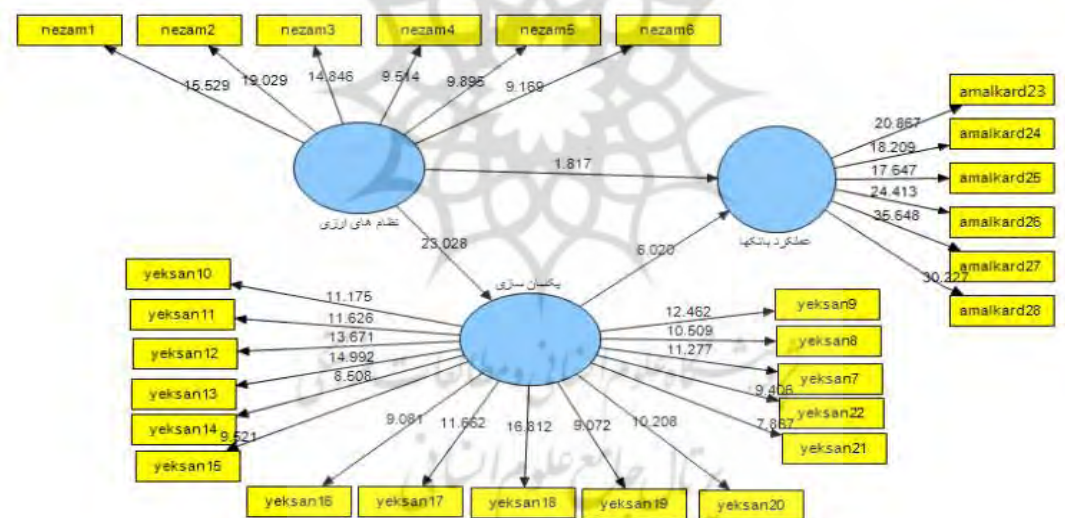 nezam1
nezam2
nezam3
nezam4
nezam5
nezam6
15.529
19.029
14.846
9.514
9.895
9.169
amalkard23
amalkard24
amalkard25
amalkard26
amalkard27
amalkard28
20.867
18.209
17.647
24.413
35.648
30.227
1.817
نظام های ارزی
عملکرد بانکها
23.028
6.020
یکسان سازی
yeksan10
yeksan11
yeksan12
yeksan13
yeksan14
yeksan15
11.175
11.626
13.671
14.992
8.508
9.521
yeksan9
yeksan8
yeksan7
yeksan22
yeksan21
12.462
10.509
11.277
9.406
7.887
9.081
11.662
16.812
9.072
10.208
yeksan16
yeksan17
yeksan18
yeksan19
yeksan20
پرتال جامع علوم انسانی